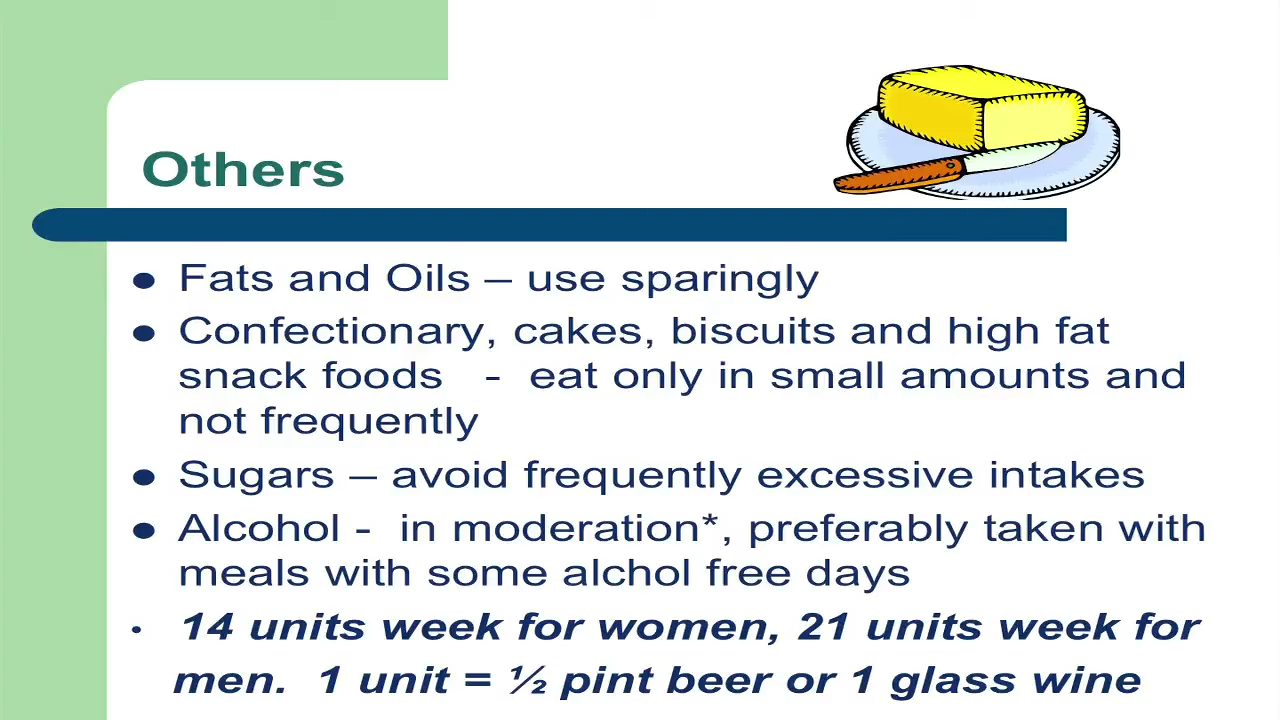 Others
● Fats and Oils – use sparingly
● Confectionary, cakes, biscuits and high fat
snack foods - eat only in small amounts and
not frequently
● Sugars – avoid frequently excessive intakes
● Alcohol - in moderation*, preferably taken with
meals with some alchol free days
• 14 units week for women, 21 units week for
men. 1 unit = ½ pint beer or 1 glass wine